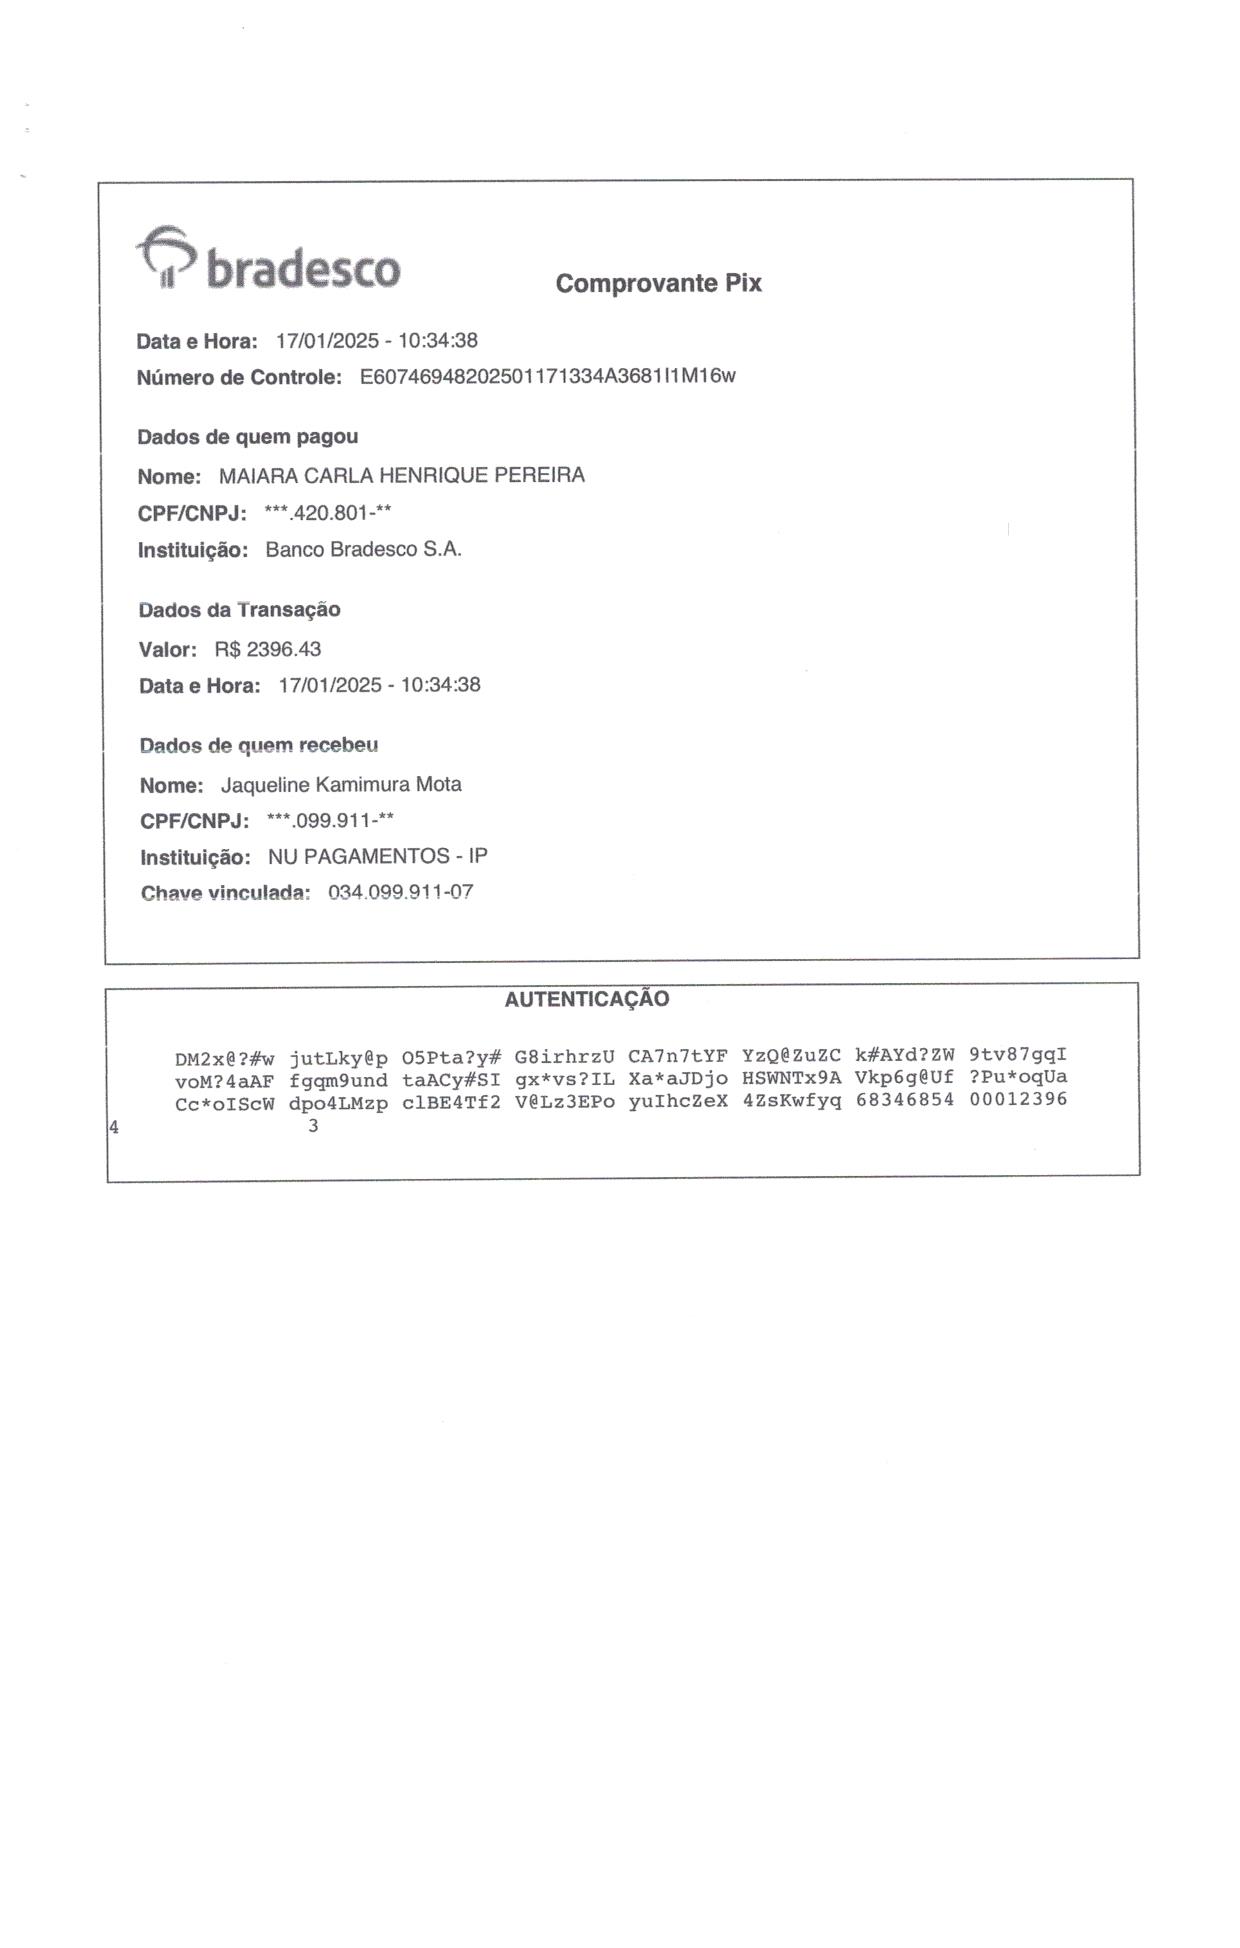 bradesco
Comprovante Pix
Data e Hora: 17/01/2025 - 10:34:38
Número de Controle: E60746948202501171334A3681I1M16w
Dados de quem pagou
Nome: MAIARA CARLA HENRIQUE PEREIRA
CPF/CNPJ: ***.420.801-**
Instituição: Banco Bradesco S.A.
Dados da Transação
Valor: R$ 2396.43
Data e Hora: 17/01/2025 - 10:34:38
Dados de quem recebeu
Nome: Jaqueline Kamimura Mota
CPF/CNPJ: ***.099.911-**
Instituição: NU PAGAMENTOS - IP
Chave vinculada: 034.099.911-07
AUTENTICAÇÃO
DM2x@?#w jutLky@p O5Pta?y# G8irhrzU CA7n7tYF YzQ@ZuZC k#AYd?ZW 9tv87gqI
voM?4aAF fgqm9und taACy#SI gx*vs?IL Xa*aJDjo HSWNTx9A Vkp6g@Uf ?Pu*oqUa
Cc*oIScW dpo4LMzp clBE4Tf2 V@Lz3EPo yuIhcZeX 4ZsKwfyq 68346854 00012396
4 3